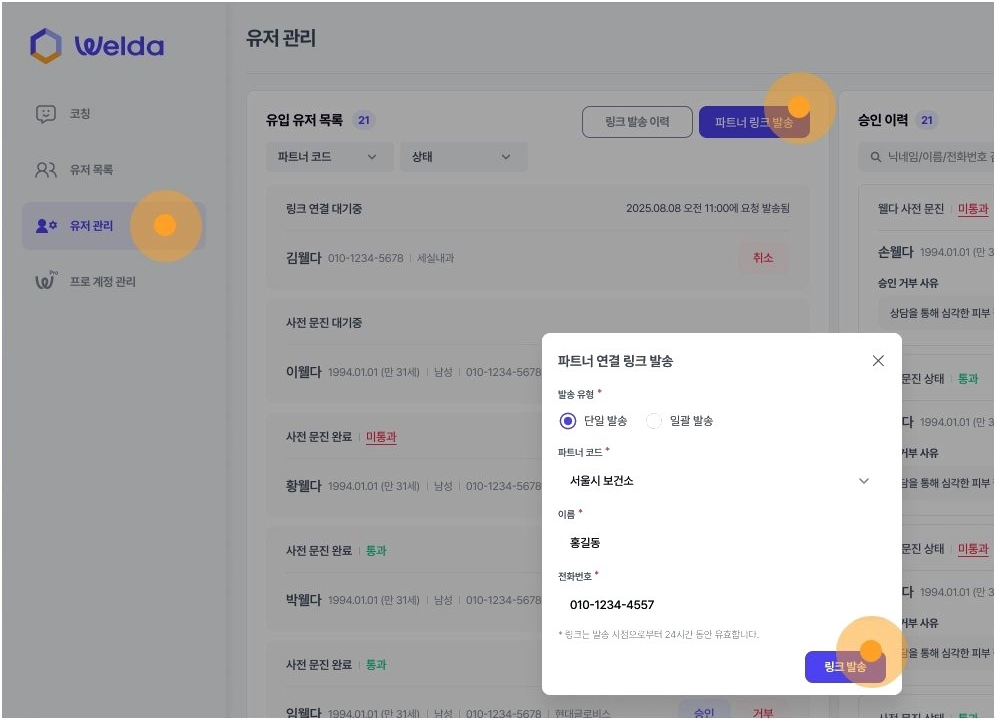 Welda
코칭
유저 목록
유저 관리
프로 계정 관리
유저 관리
유입 유저 목록 21
링크 발송 이력
파트너 링크 발송
파트너 코드
상태
링크 연결 대기중
2025.08.08 오전 11:00에 요청 발송됨
김웰다 010-1234-5678 | 세실내과
취소
사전 문진 대기중
이웰다 1994.01.01 (만 31세) | 남성 | 010-1234-5678
사전 문진 완료 | 미통과
황웰다 1994.01.01 (만 31세) | 남성 | 010-1234-5678
사전 문진 완료 | 통과
박웰다 1994.01.01 (만 31세) | 남성 | 010-1234-5678
사전 문진 완료 | 통과
임웰다 1994.01.01 (만 31세) | 남성 | 010-1234-5678 | 현대글로비스
승인
거부
승인 이력 21
닉네임/이름/전화번호
웰다 사전 문진 | 미통과
손웰다 1994.01.01 (만 3
승인 거부 사유
상담을 통해 심각한 피부
문진 상태 | 통과
다 1994.01.01 (만 3
거부 사유
담을 통해 심각한 피부
문진 상태 | 미통과
다 1994.01.01 (만 3
거부 사유
담을 통해 심각한 피부
사전 문진 상태 | 통과
파트너 연결 링크 발송
발송 유형 *
단일 발송
일괄 발송
파트너 코드 *
서울시 보건소
이름 *
홍길동
전화번호 *
010-1234-4557
* 링크는 발송 시점으로부터 24시간 동안 유효합니다.
링크 발송